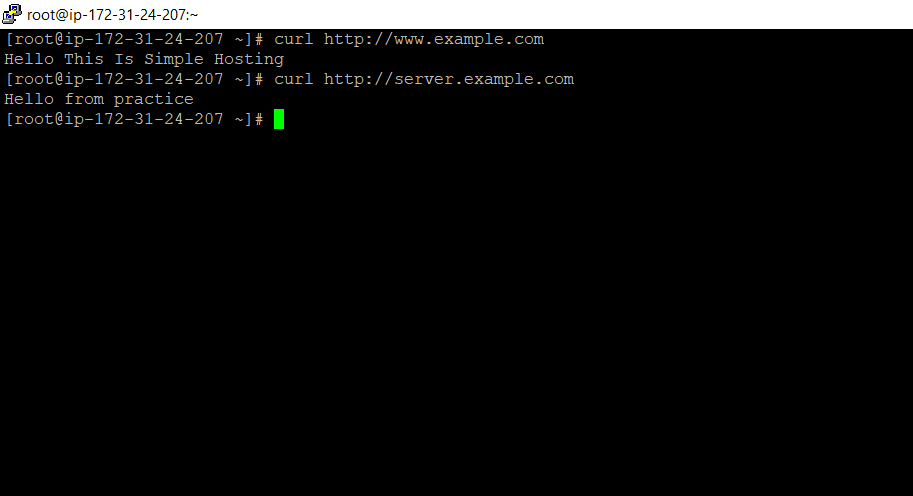 root@ip-172-31-24-207:~
[root@ip-172-31-24-207 ~]# curl http://www.example.com
Hello This Is Simple Hosting
[root@ip-172-31-24-207 ~]# curl http://server.example.com
Hello from practice
[root@ip-172-31-24-207 ~]#